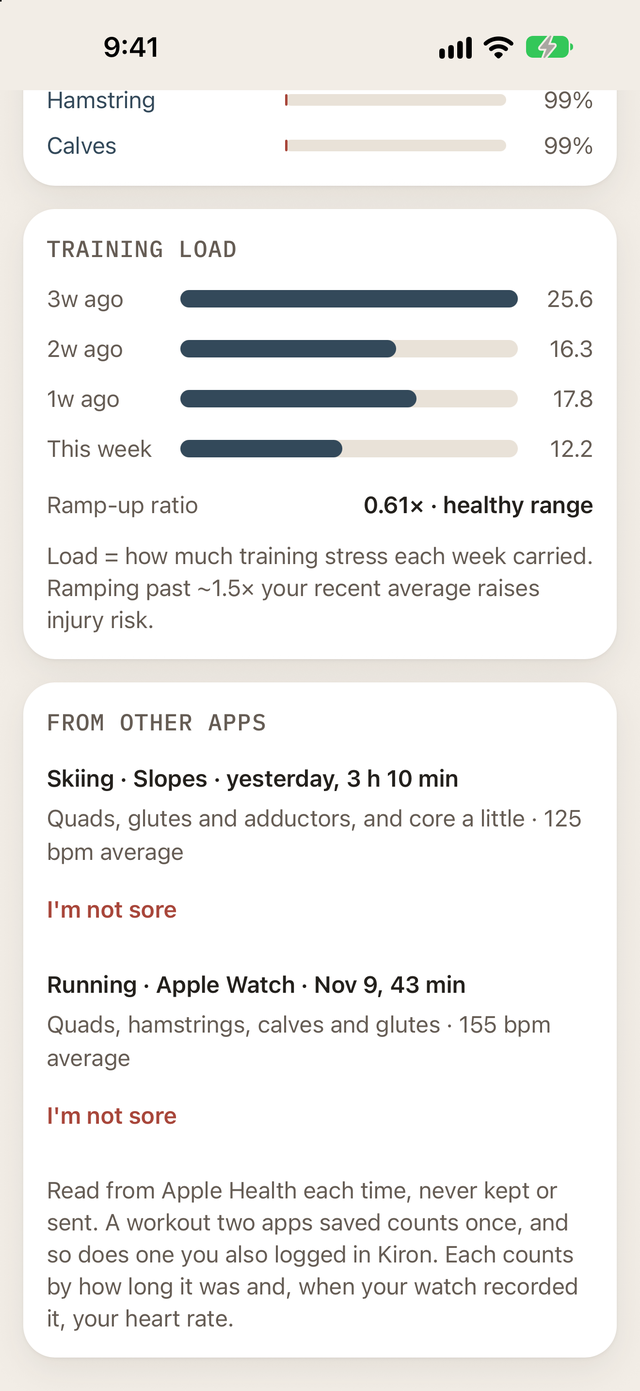 9:41
Hamstring 99%
Calves 99%
TRAINING LOAD
3w ago 25.6
2w ago 16.3
1w ago 17.8
This week 12.2
Ramp-up ratio 0.61× · healthy range
Load = how much training stress each week carried.
Ramping past ~1.5× your recent average raises
injury risk.
FROM OTHER APPS
Skiing · Slopes · yesterday, 3 h 10 min
Quads, glutes and adductors, and core a little · 125
bpm average
I'm not sore
Running · Apple Watch · Nov 9, 43 min
Quads, hamstrings, calves and glutes · 155 bpm
average
I'm not sore
Read from Apple Health each time, never kept or
sent. A workout two apps saved counts once, and
so does one you also logged in Kiron. Each counts
by how long it was and, when your watch recorded
it, your heart rate.